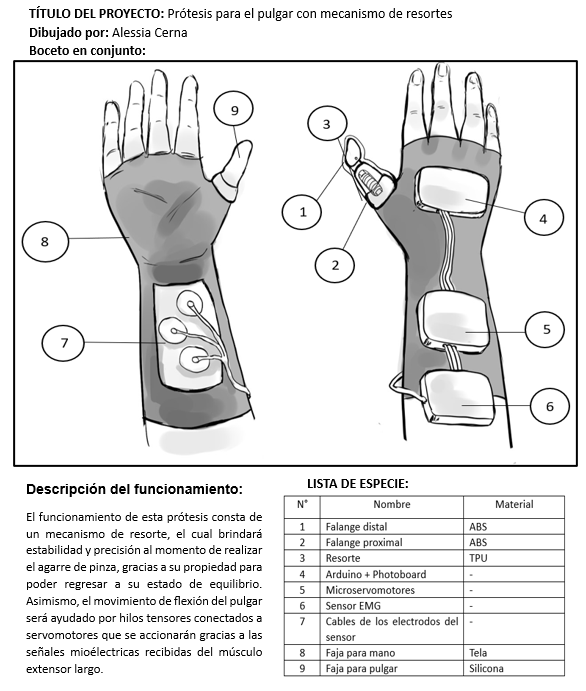 TÍTULO DEL PROYECTO: Prótesis para el pulgar con mecanismo de resortes
Dibujado por: Alessia Cerna
Boceto en conjunto:
9
3
1
2
4
8
7
5
6
Descripción del funcionamiento:
El funcionamiento de esta prótesis consta de
un mecanismo de resorte, el cual brindará
estabilidad y precisión al momento de realizar
el agarre de pinza, gracias a su propiedad para
poder regresar a su estado de equilibrio.
Asimismo, el movimiento de flexión del pulgar
será ayudado por hilos tensores conectados a
servomotores que se accionarán gracias a las
señales mioélectricas recibidas del músculo
extensor largo.
LISTA DE ESPECIE:
N° Nombre Material
1 Falange distal ABS
2 Falange proximal ABS
3 Resorte TPU
4 Arduino + Photoboard -
5 Microservomotores -
6 Sensor EMG -
7 Cables de los electrodos del -
sensor
8 Faja para mano Tela
9 Faja para pulgar Silicona